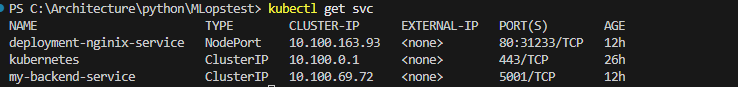 PS C:\Architecture\python\MLopstest> kubectl get svc
NAME TYPE CLUSTER-IP EXTERNAL-IP PORT(S) AGE
deployment-nginix-service NodePort 10.100.163.93 <none> 80:31233/TCP 12h
kubernetes ClusterIP 10.100.0.1 <none> 443/TCP 26h
my-backend-service ClusterIP 10.100.69.72 <none> 5001/TCP 12h